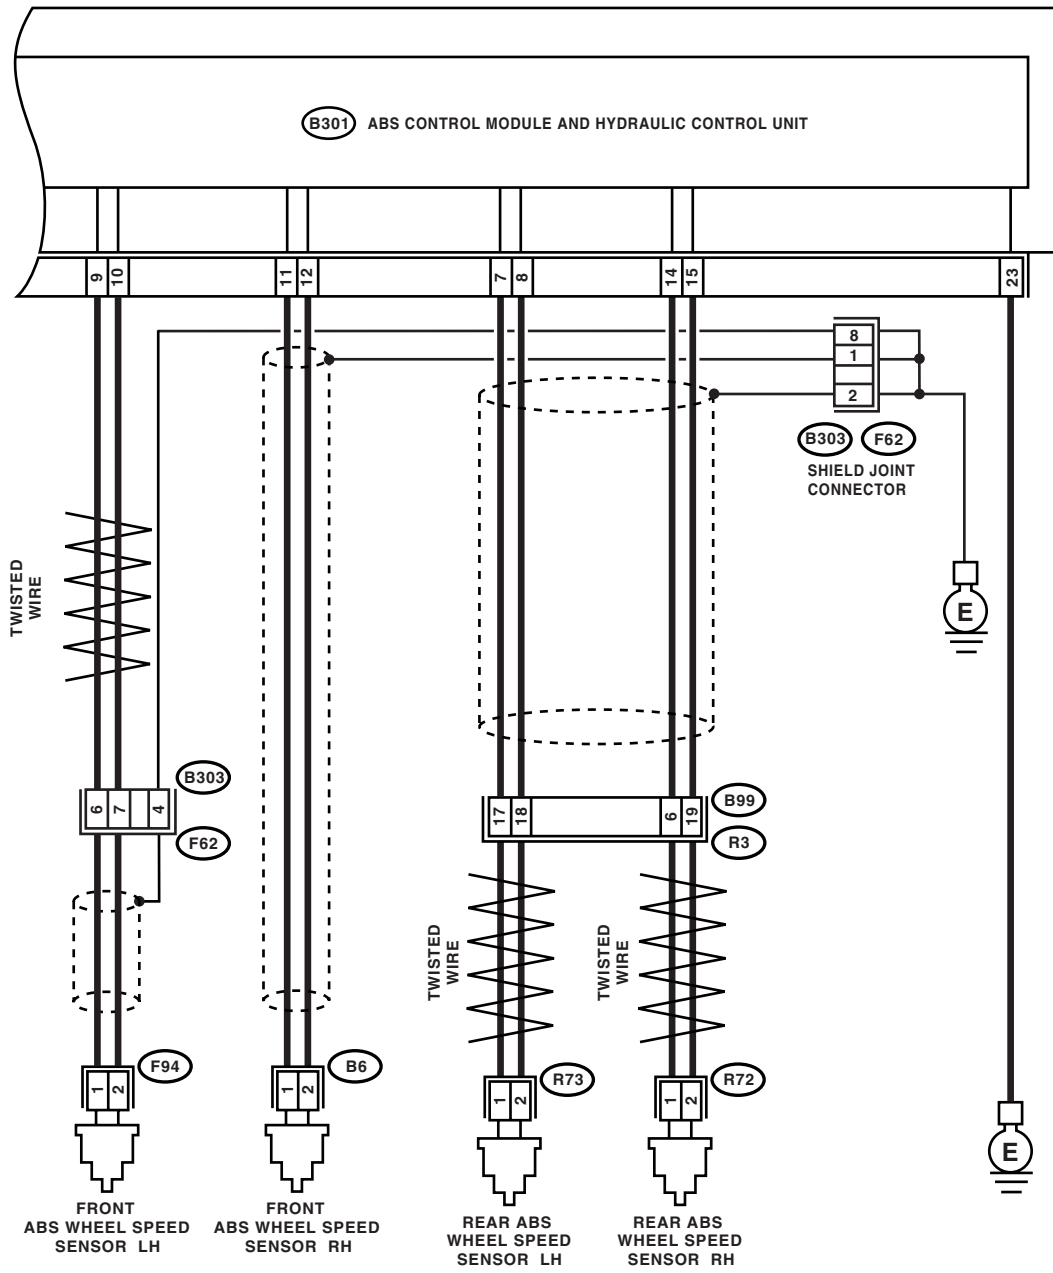 B301 ABS CONTROL MODULE AND HYDRAULIC CONTROL UNIT
9 10 11 12 7 8 14 15 23
8
1
2
B303 F62
SHIELD JOINT
CONNECTOR
TWISTED
WIRE
E
B303
6 7 4
F62
B99
17 18 6 19
R3
TWISTED
WIRE
TWISTED
WIRE
F94
1 2
B6
1 2
R73
1 2
R72
1 2
E
FRONT
ABS WHEEL SPEED
SENSOR LH
FRONT
ABS WHEEL SPEED
SENSOR RH
REAR ABS
WHEEL SPEED
SENSOR LH
REAR ABS
WHEEL SPEED
SENSOR RH